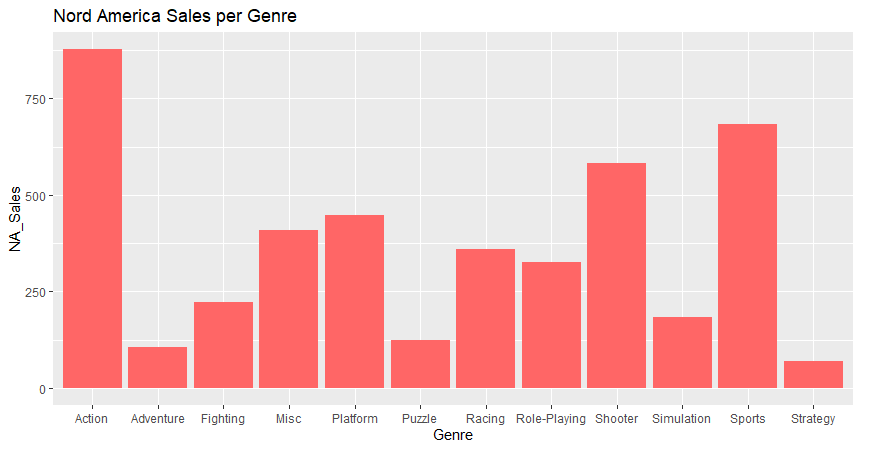 Nord America Sales per Genre
NA_Sales
750
500
250
0
Action Adventure Fighting Misc Platform Puzzle Racing Role-Playing Shooter Simulation Sports Strategy
Genre